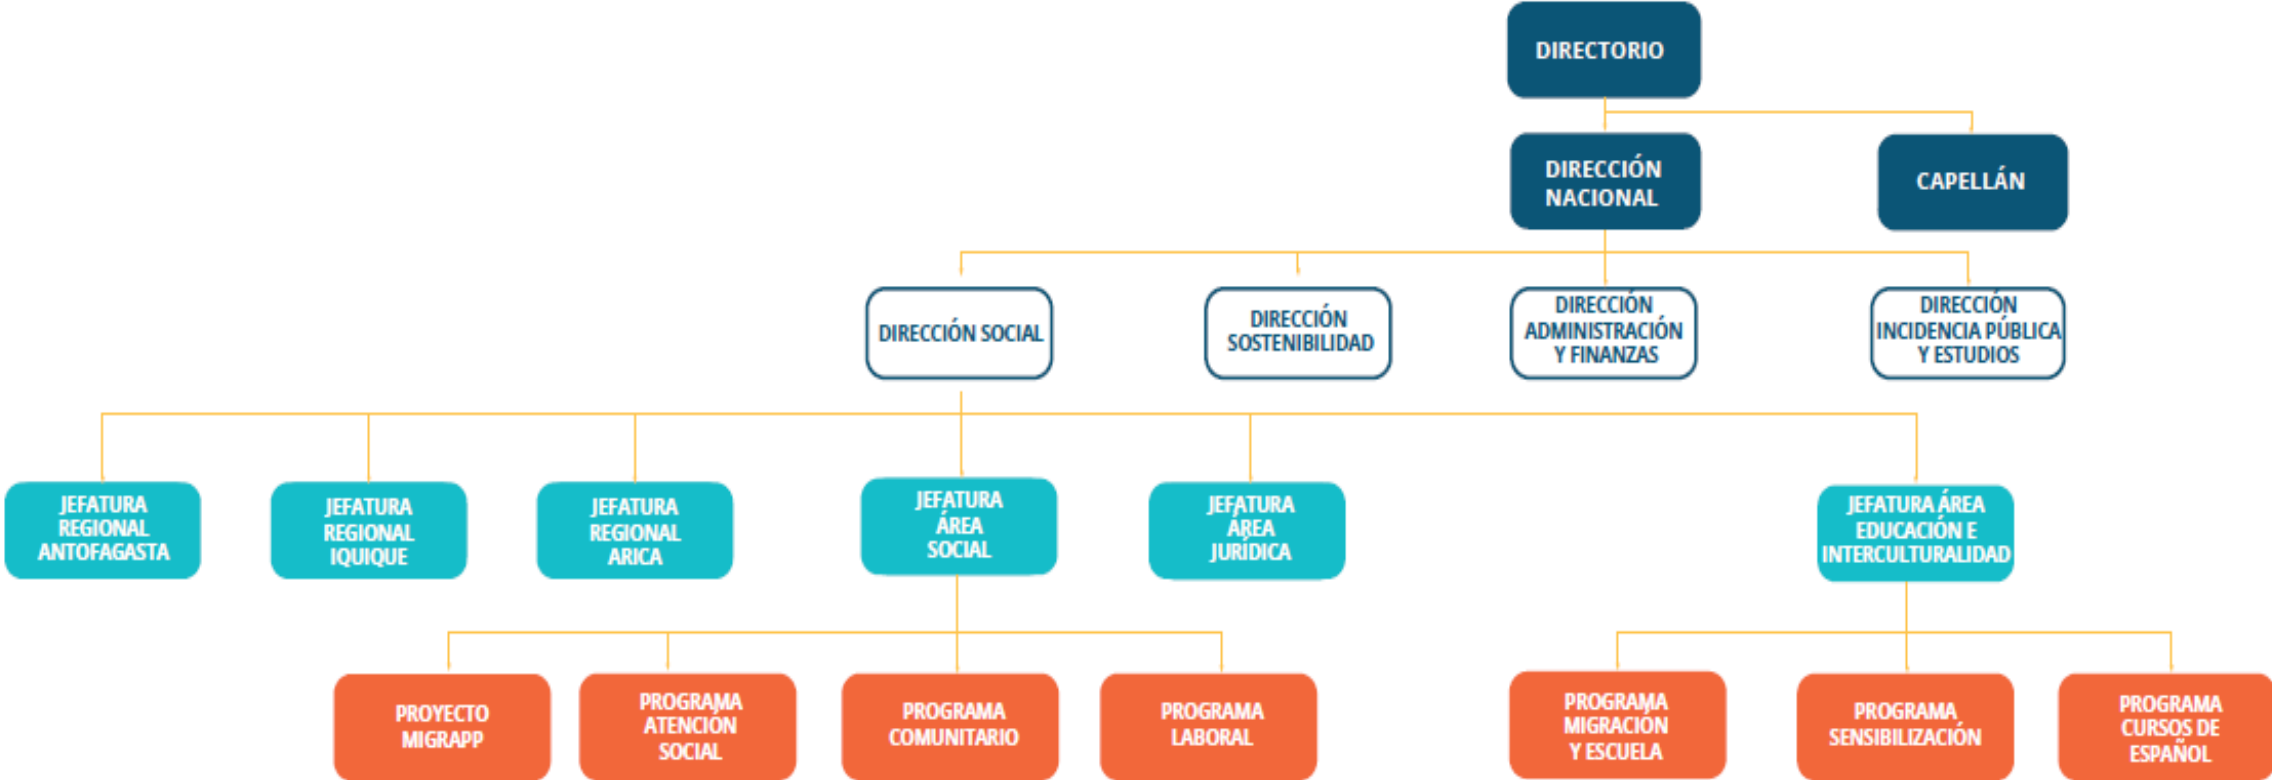 DIRECTORIO
DIRECCIÓN
NACIONAL
CAPELLÁN
DIRECCIÓN SOCIAL
DIRECCIÓN
SOSTENIBILIDAD
DIRECCIÓN
ADMINISTRACIÓN
Y FINANZAS
DIRECCIÓN
INCIDENCIA PÚBLICA
Y ESTUDIOS
JEFATURA
REGIONAL
ANTOFAGASTA
JEFATURA
REGIONAL
IQUIQUE
JEFATURA
REGIONAL
ARICA
JEFATURA
ÁREA
SOCIAL
JEFATURA
ÁREA
JURÍDICA
JEFATURA ÁREA
EDUCACIÓN E
INTERCULTURALIDAD
PROYECTO
MIGRAPP
PROGRAMA
ATENCIÓN
SOCIAL
PROGRAMA
COMUNITARIO
PROGRAMA
LABORAL
PROGRAMA
MIGRACIÓN
Y ESCUELA
PROGRAMA
SENSIBILIZACIÓN
PROGRAMA
CURSOS DE
ESPAÑOL